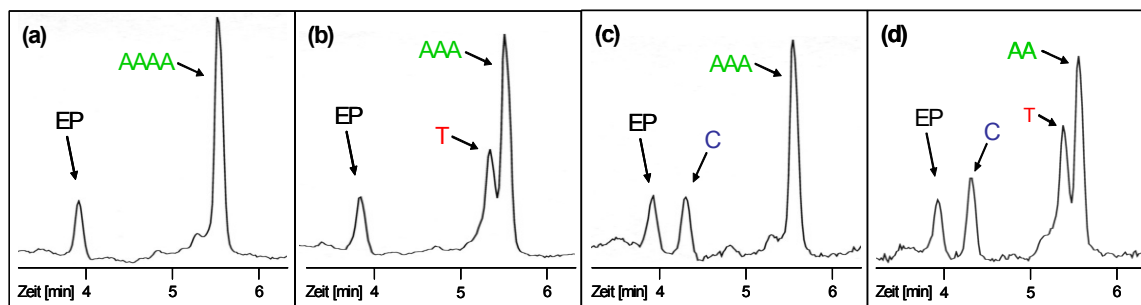 (a)
AAAA
EP
Zeit [min] 4 5 6
(b)
AAA
EP
T
Zeit [min] 4 5 6
(c)
AAA
EP
C
Zeit [min] 4 5 6
(d)
AA
EP
C
T
Zeit [min] 4 5 6